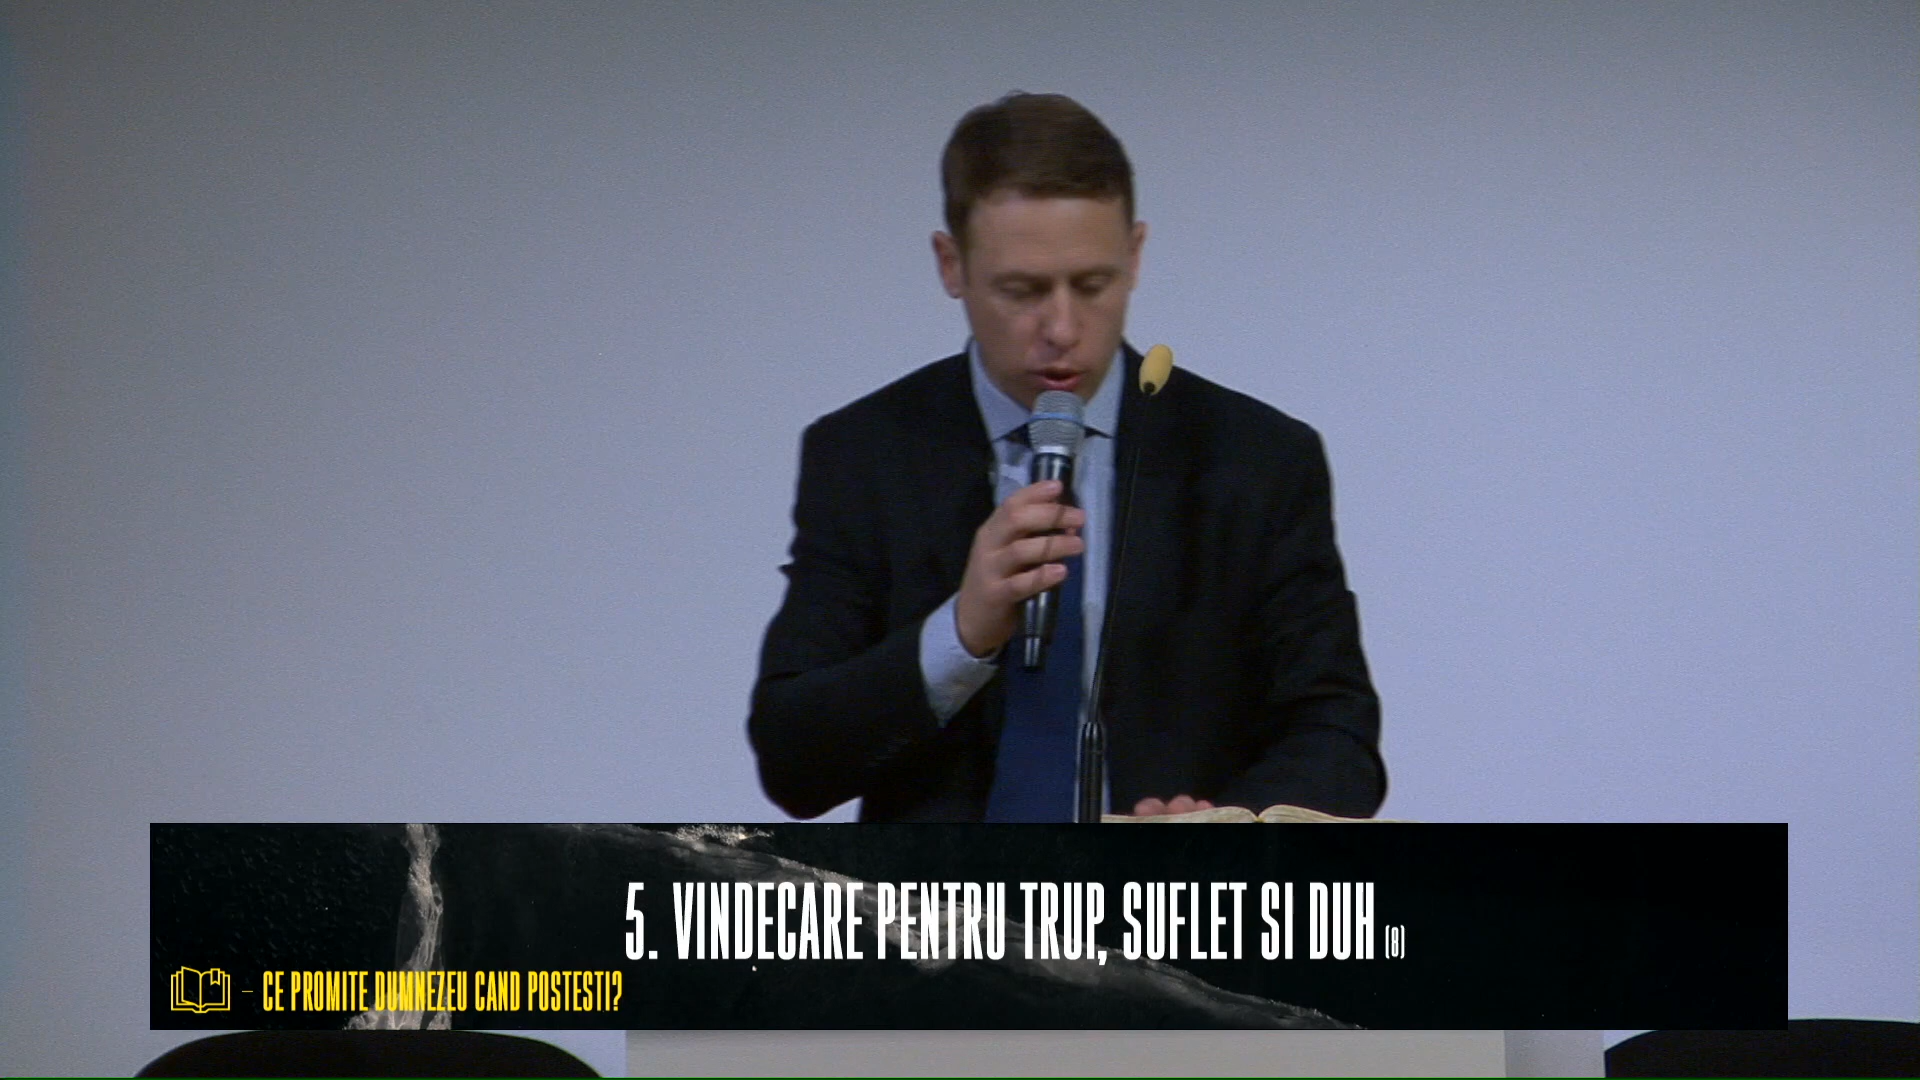 5. VINDECARE PENTRU TRUP, SUFLET SI DUH (8)
- CE PROMITE DUMNEZEU CAND POSTESTI?